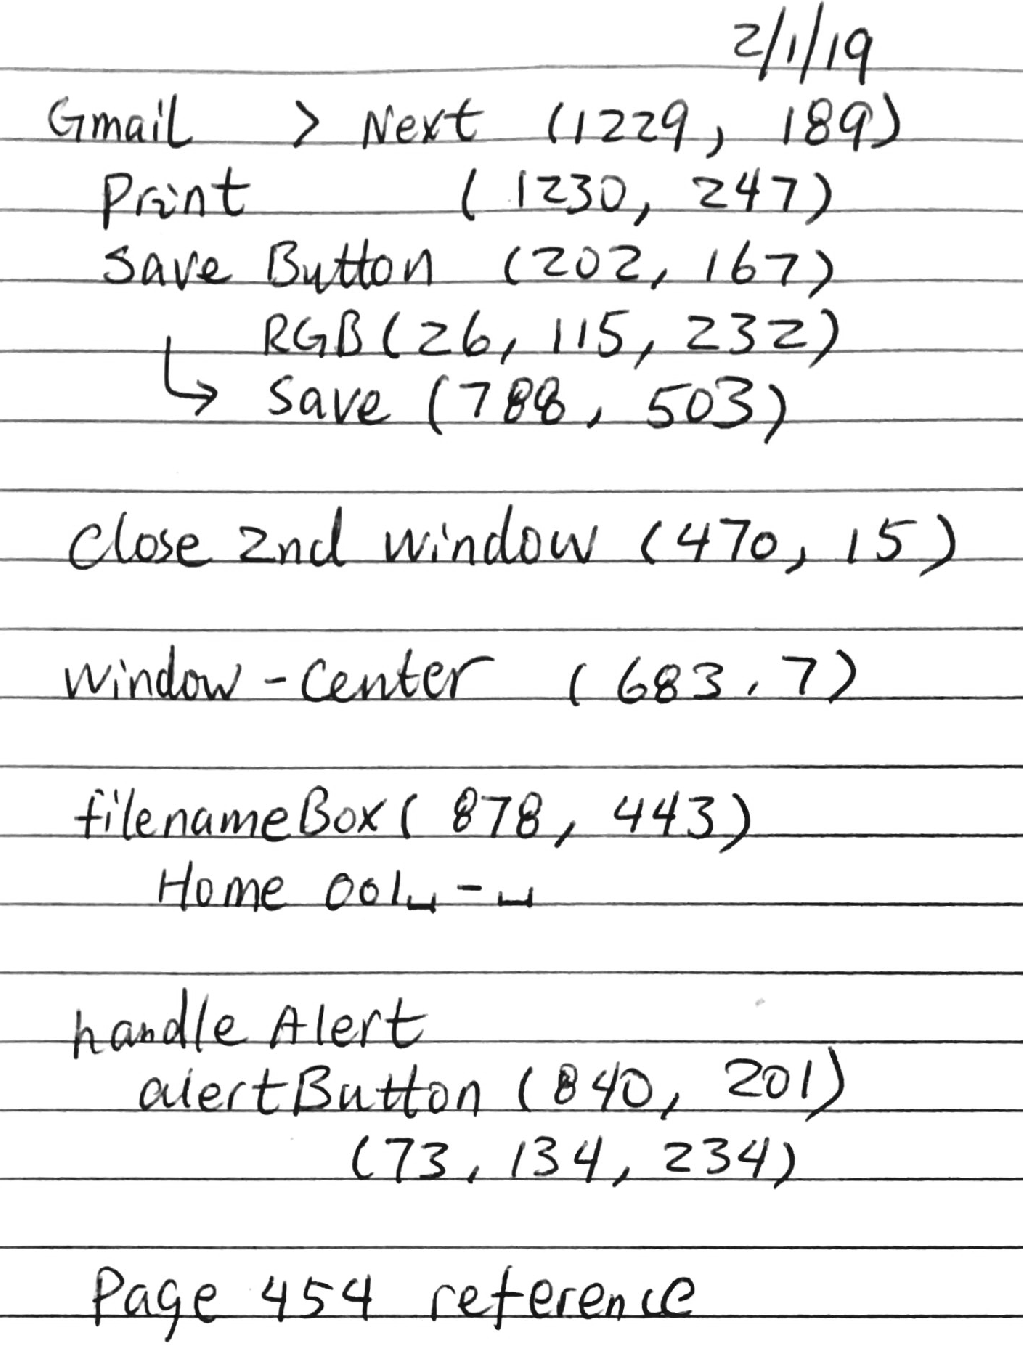 2/1/19
Gmail > Next (1229, 189)
Print (1230, 247)
Save Button (202, 167)
RGB (26, 115, 232)
↳ Save (788, 503)
Close 2nd window (470, 15)
Window-Center (683, 7)
filenameBox (878, 443)
Home 001␣-␣
handle Alert
alertButton (840, 201)
(73, 134, 234)
Page 454 reference